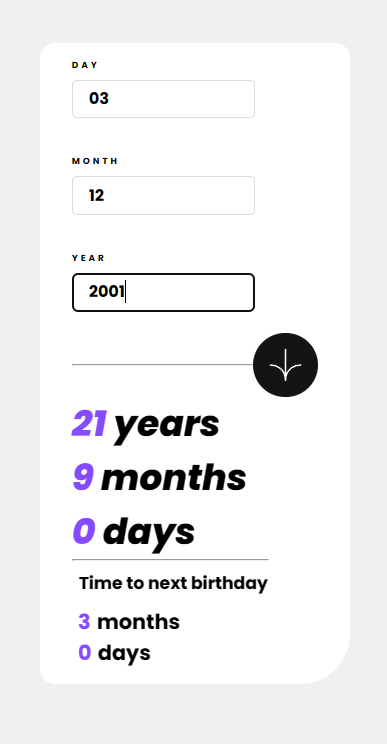 DAY
03
MONTH
12
YEAR
2001
21 years
9 months
0 days
Time to next birthday
3 months
0 days